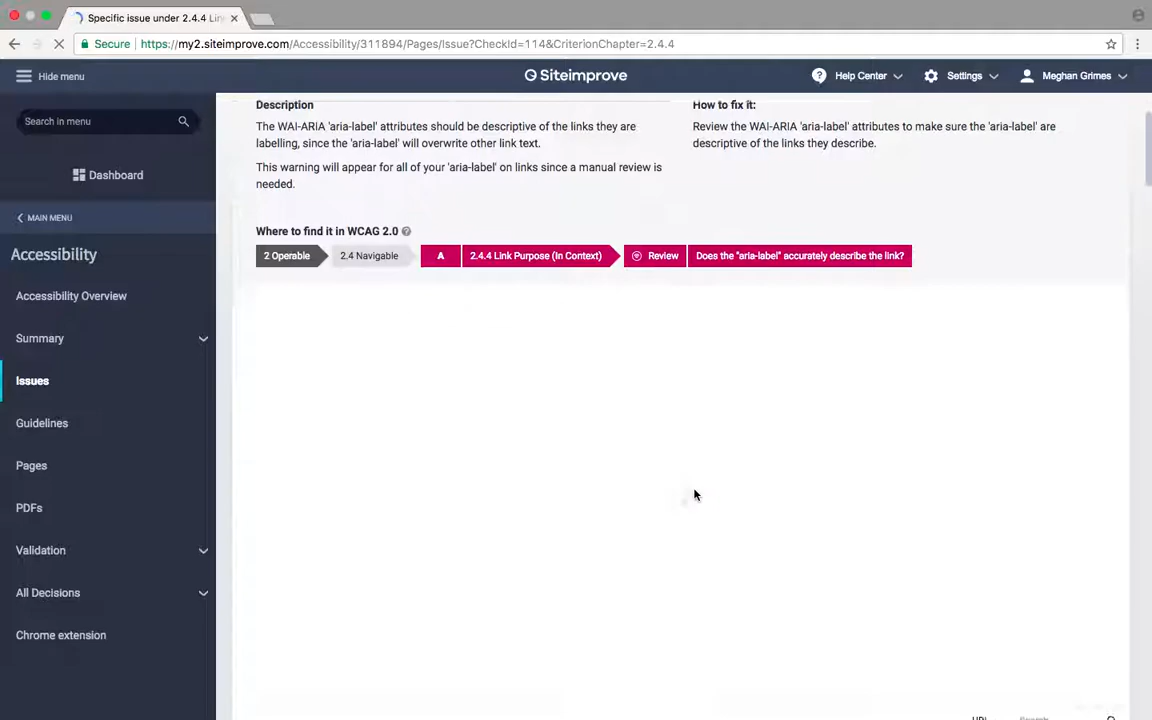 Specific issue under 2.4.4 Lin
Secure
https://my2.siteimprove.com/Accessibility/311894/Pages/Issue?CheckId=114&CriterionChapter=2.4.4
Hide menu
Siteimprove
Help Center
Settings
Meghan Grimes
Search in menu
Dashboard
MAIN MENU
Accessibility
Accessibility Overview
Summary
Issues
Guidelines
Pages
PDFs
Validation
All Decisions
Chrome extension
Description
The WAI-ARIA 'aria-label' attributes should be descriptive of the links they are
labelling, since the 'aria-label' will overwrite other link text.
This warning will appear for all of your 'aria-label' on links since a manual review is
needed.
How to fix it:
Review the WAI-ARIA 'aria-label' attributes to make sure the 'aria-label' are
descriptive of the links they describe.
Where to find it in WCAG 2.0
2 Operable
2.4 Navigable
A
2.4.4 Link Purpose (In Context)
Review
Does the "aria-label" accurately describe the link?